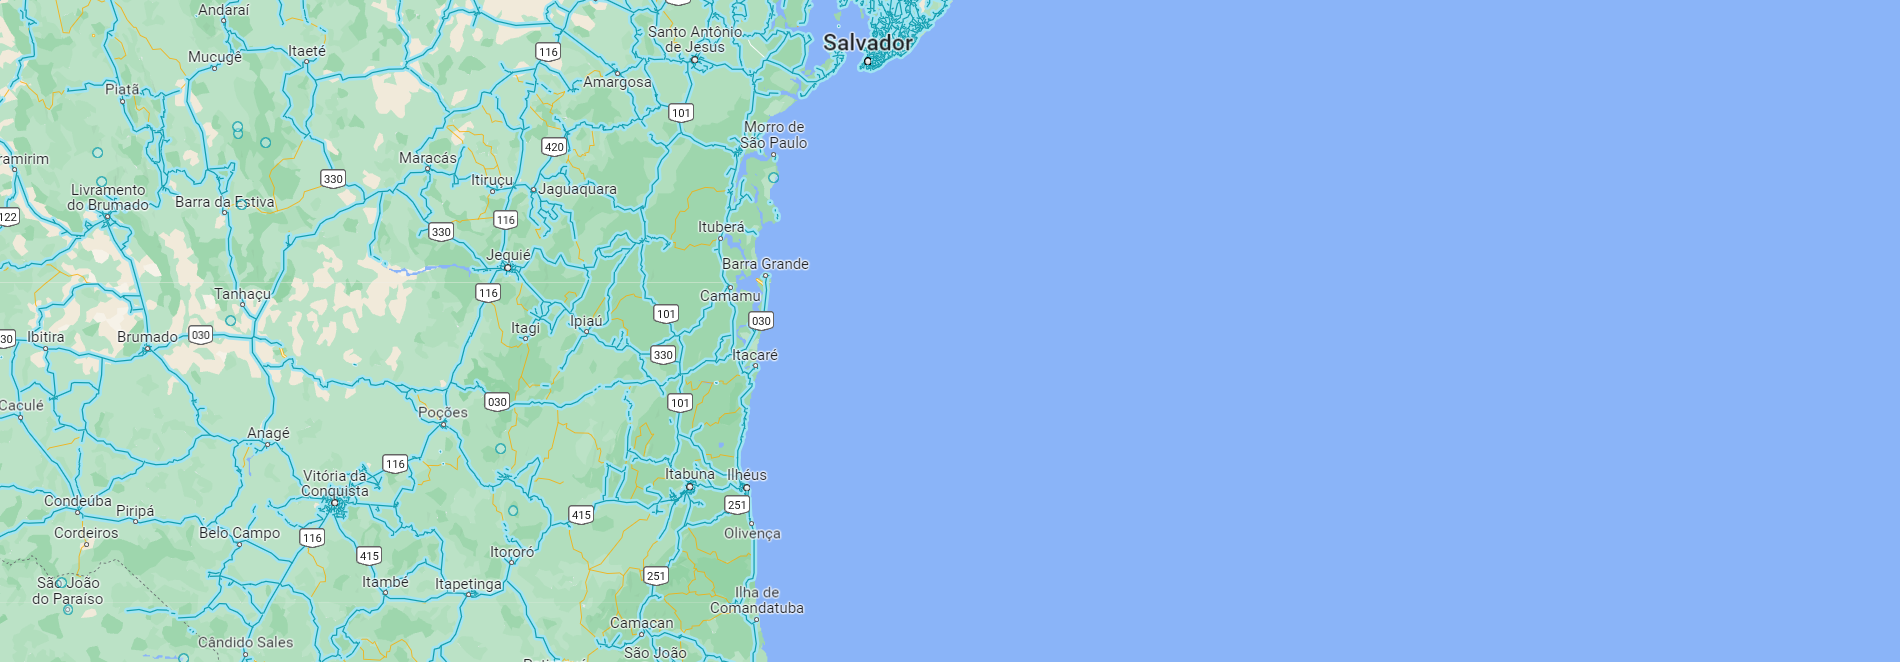 Andaraí
Santo Antônio
de Jesus
Salvador
116
Mucugê
Itaeté
Amargosa
Piatã
101
Morro de
São Paulo
420
Maracás
330
Itiruçu
Jaguaquara
Livramento
do Brumado
Barra da Estiva
122
116
330
Ituberá
Jequié
Barra Grande
116
Camamu
Tanhaçu
101
030
Itagi
Ipiaú
Ibitira
Brumado
030
330
Itacaré
Caculé
030
101
Poções
Anagé
116
Vitória da
Conquista
Itabuna
Ilhéus
Condeúba
Piripá
251
415
Cordeiros
Belo Campo
116
415
Olivença
Itororó
São João
do Paraíso
Itambé
Itapetinga
251
Ilha de
Comandatuba
Camacan
Cândido Sales
São João